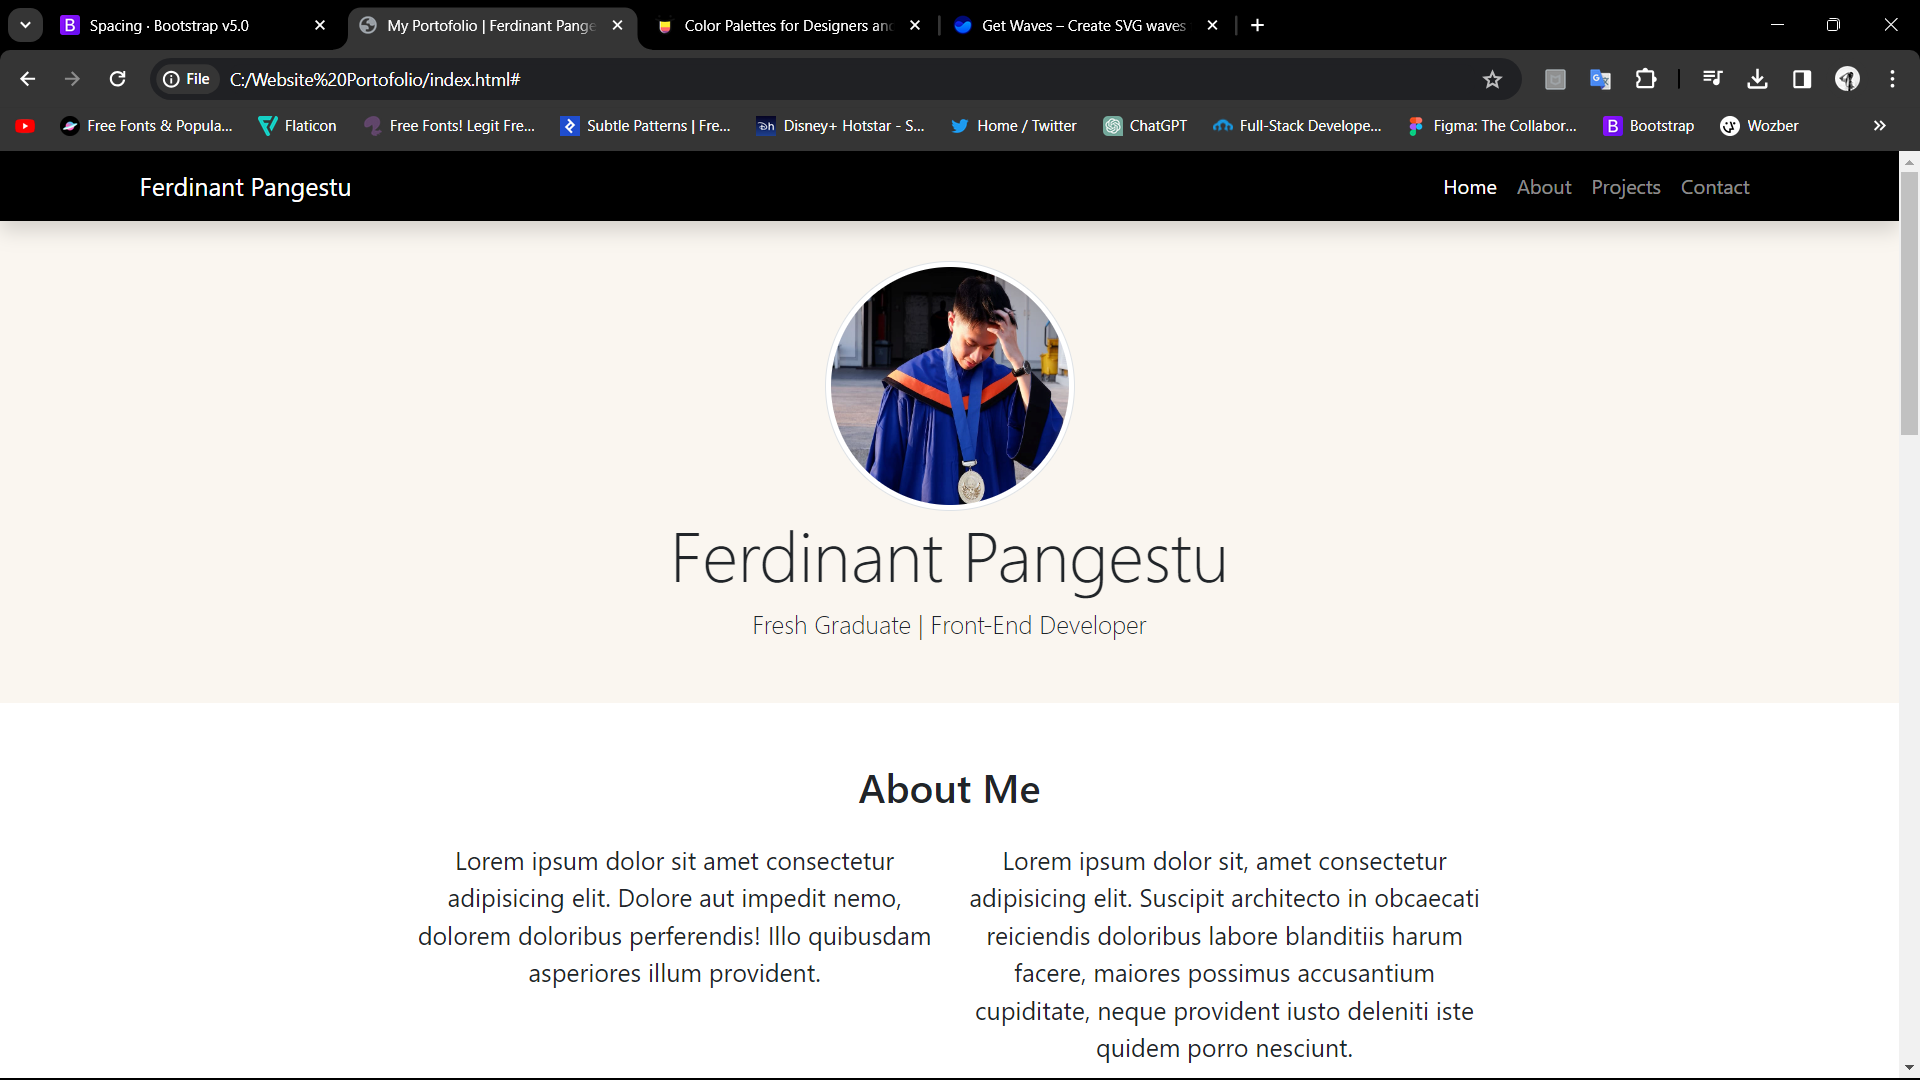 Spacing · Bootstrap v5.0
My Portofolio | Ferdinant Pange
Color Palettes for Designers an
Get Waves – Create SVG waves
File
C:/Website%20Portofolio/index.html#
Free Fonts & Popula...
Flaticon
Free Fonts! Legit Fre...
Subtle Patterns | Fre...
Disney+ Hotstar - S...
Home / Twitter
ChatGPT
Full-Stack Develope...
Figma: The Collabor...
Bootstrap
Wozber
Ferdinant Pangestu
Home
About
Projects
Contact
Ferdinant Pangestu
Fresh Graduate | Front-End Developer
About Me
Lorem ipsum dolor sit amet consectetur
adipisicing elit. Dolore aut impedit nemo,
dolorem doloribus perferendis! Illo quibusdam
asperiores illum provident.
Lorem ipsum dolor sit, amet consectetur
adipisicing elit. Suscipit architecto in obcaecati
reiciendis doloribus labore blanditiis harum
facere, maiores possimus accusantium
cupiditate, neque provident iusto deleniti iste
quidem porro nesciunt.